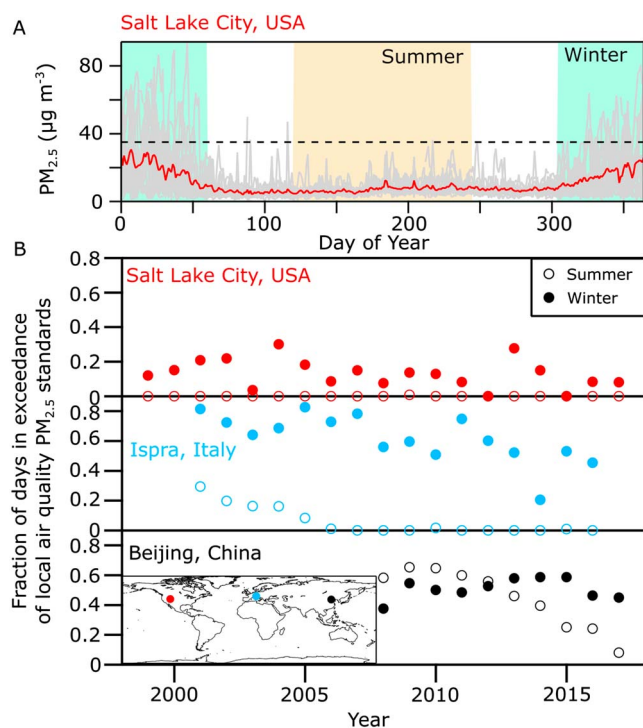 A
Salt Lake City, USA
Summer
Winter
PM2.5 (µg m-3)
80
40
0
0
100
200
300
Day of Year
B
Fraction of days in exceedance
of local air quality PM2.5 standards
0.8
0.6
0.4
0.2
0
Salt Lake City, USA
Summer
Winter
0.8
0.6
0.4
0.2
0
Ispra, Italy
0.8
0.6
0.4
0.2
0
Beijing, China
2000
2005
2010
2015
Year